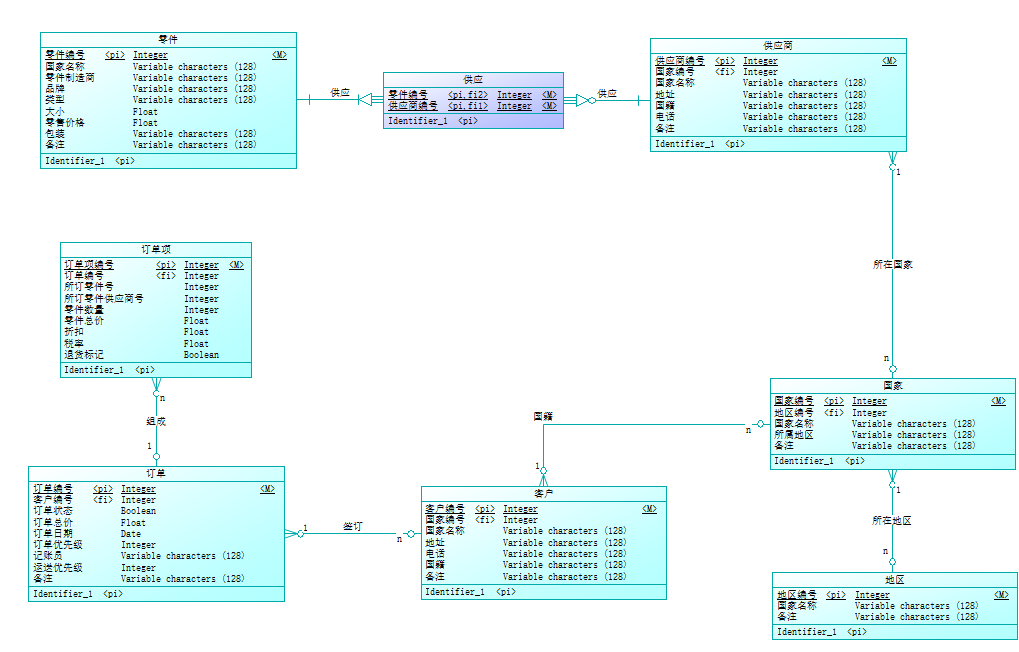 零件
零件编号 <pi> Integer <M>
国家名称 Variable characters (128)
零件制造商 Variable characters (128)
品牌 Variable characters (128)
类型 Variable characters (128)
大小 Float
零售价格 Float
包装 Variable characters (128)
备注 Variable characters (128)
Identifier_1 <pi>
供应
供应
零件编号 <pi,fi2> Integer <M>
供应商编号 <pi,fi1> Integer <M>
Identifier_1 <pi>
供应
供应商
供应商编号 <pi> Integer <M>
国家编号 <fi> Integer
国家名称 Variable characters (128)
地址 Variable characters (128)
国籍 Variable characters (128)
电话 Variable characters (128)
备注 Variable characters (128)
Identifier_1 <pi>
1
所在国家
n
订单项
订单项编号 <pi> Integer <M>
订单编号 <fi> Integer
所订零件号 Integer
所订零件供应商号 Integer
零件数量 Integer
零件总价 Float
折扣 Float
税率 Float
退货标记 Boolean
Identifier_1 <pi>
n
组成
1
国家
国家编号 <pi> Integer <M>
地区编号 <fi> Integer
国家名称 Variable characters (128)
所属地区 Variable characters (128)
备注 Variable characters (128)
Identifier_1 <pi>
国籍
n
1
订单
订单编号 <pi> Integer <M>
客户编号 <fi> Integer
订单状态 Boolean
订单总价 Float
订单日期 Date
订单优先级 Integer
记账员 Variable characters (128)
运送优先级 Integer
备注 Variable characters (128)
Identifier_1 <pi>
1
签订
n
客户
客户编号 <pi> Integer <M>
国家编号 <fi> Integer
国家名称 Variable characters (128)
地址 Variable characters (128)
电话 Variable characters (128)
国籍 Variable characters (128)
备注 Variable characters (128)
Identifier_1 <pi>
1
所在地区
n
地区
地区编号 <pi> Integer <M>
国家名称 Variable characters (128)
备注 Variable characters (128)
Identifier_1 <pi>